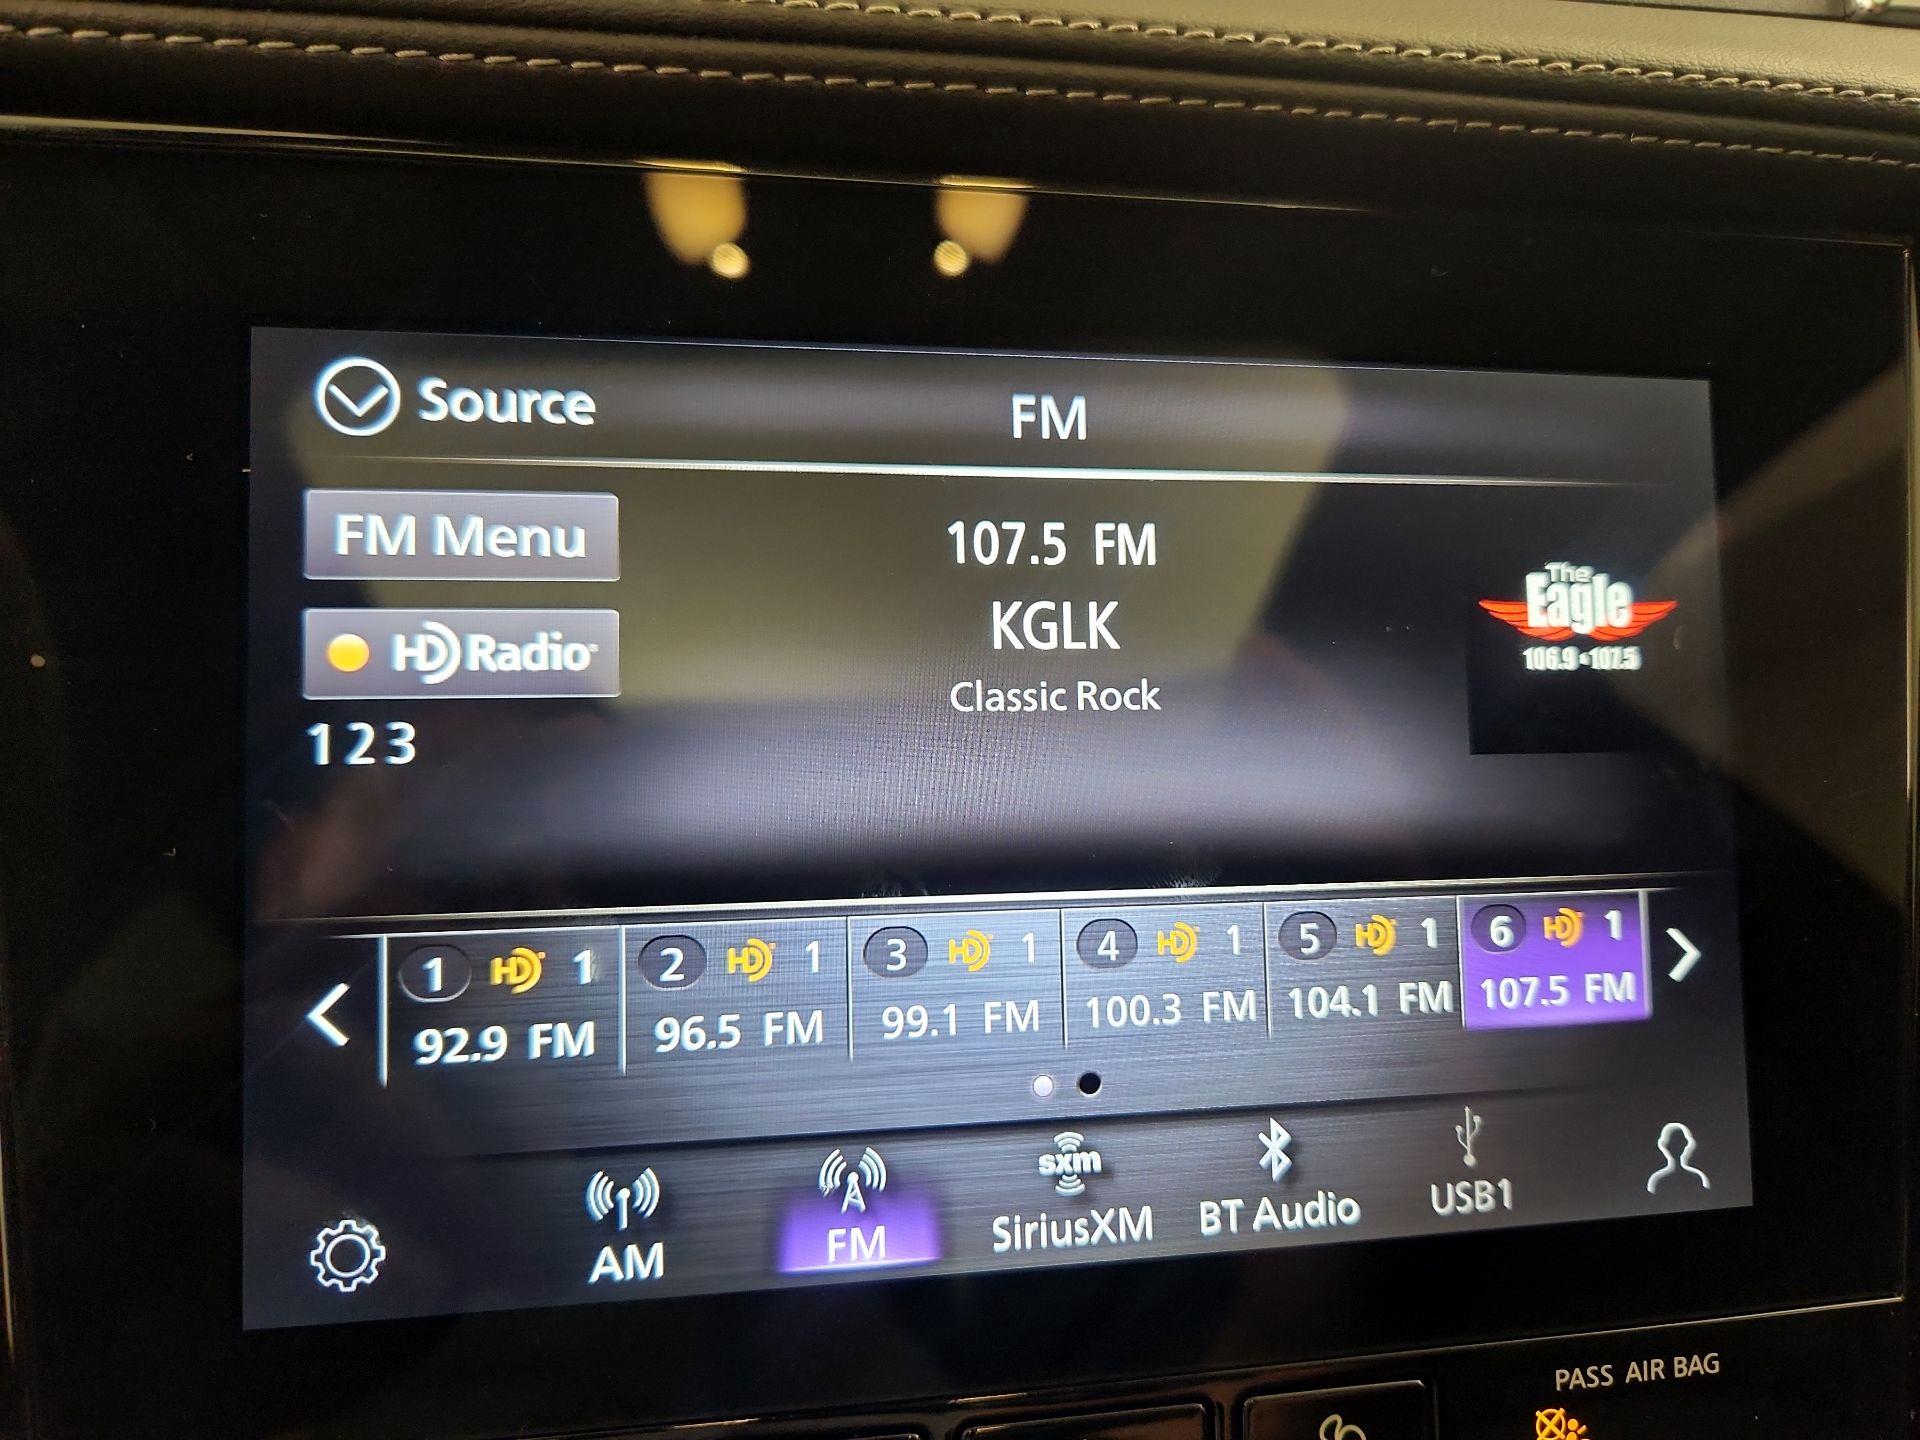 Source
FM
FM Menu
107.5 FM
HD Radio
KGLK
Classic Rock
1 2 3
The
Eagle
106.9 • 107.5
1 HD 1
92.9 FM
2 HD 1
96.5 FM
3 HD 1
99.1 FM
4 HD 1
100.3 FM
5 HD 1
104.1 FM
6 HD 1
107.5 FM
AM
FM
sxm
SiriusXM
BT Audio
USB1
PASS AIR BAG